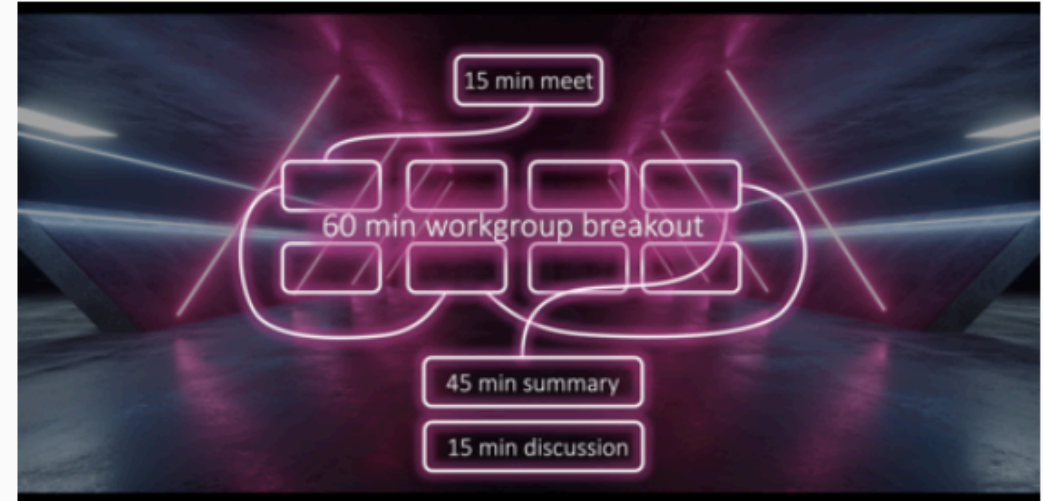 15 min meet
60 min workgroup breakout
45 min summary
15 min discussion